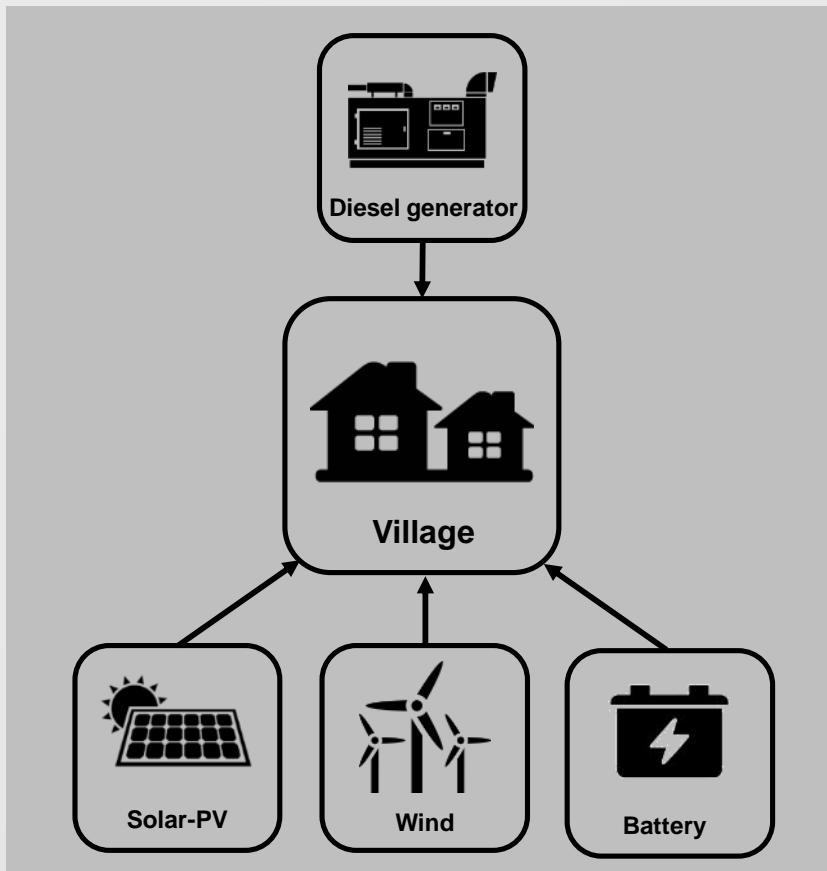 Diesel generator
Village
Solar-PV
Wind
Battery